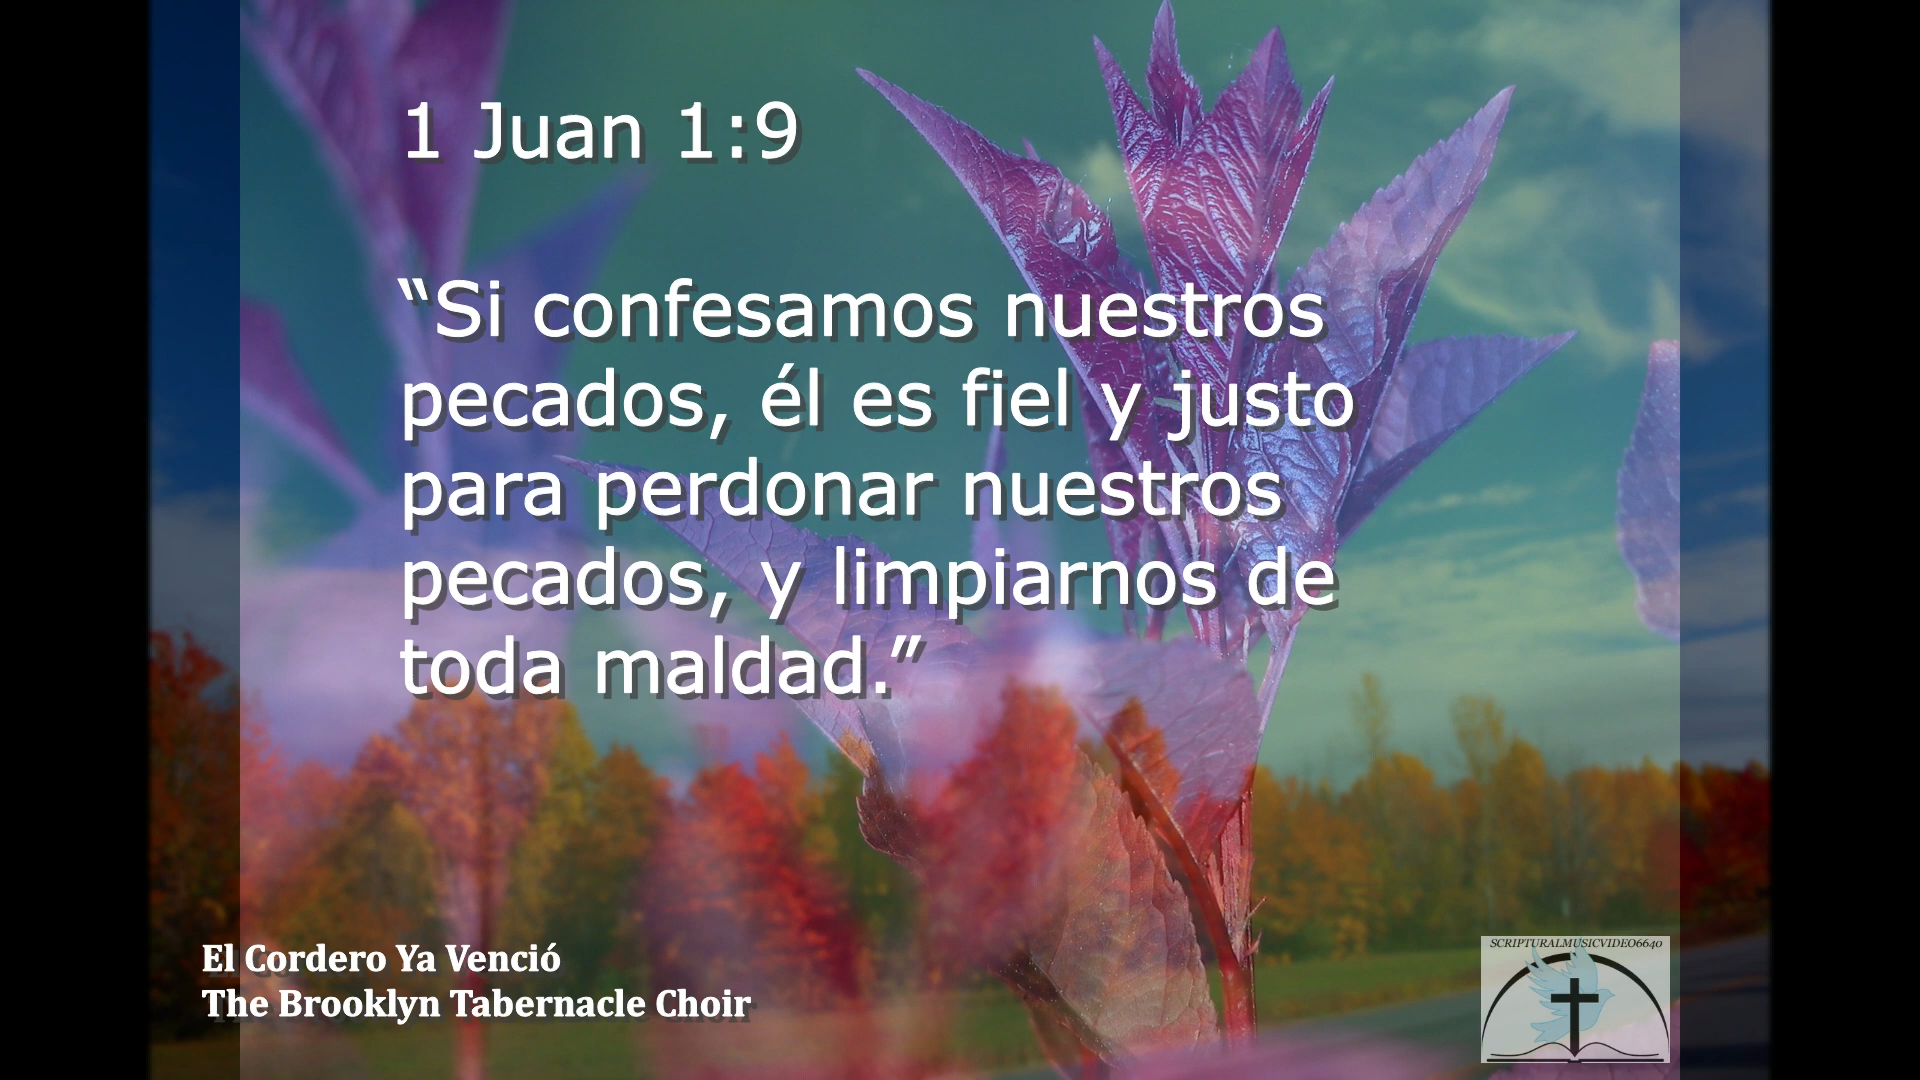 1 Juan 1:9
“Si confesamos nuestros
pecados, él es fiel y justo
para perdonar nuestros
pecados, y limpiarnos de
toda maldad.”
El Cordero Ya Venció
The Brooklyn Tabernacle Choir
SCRIPTURALMUSICVIDEO6640